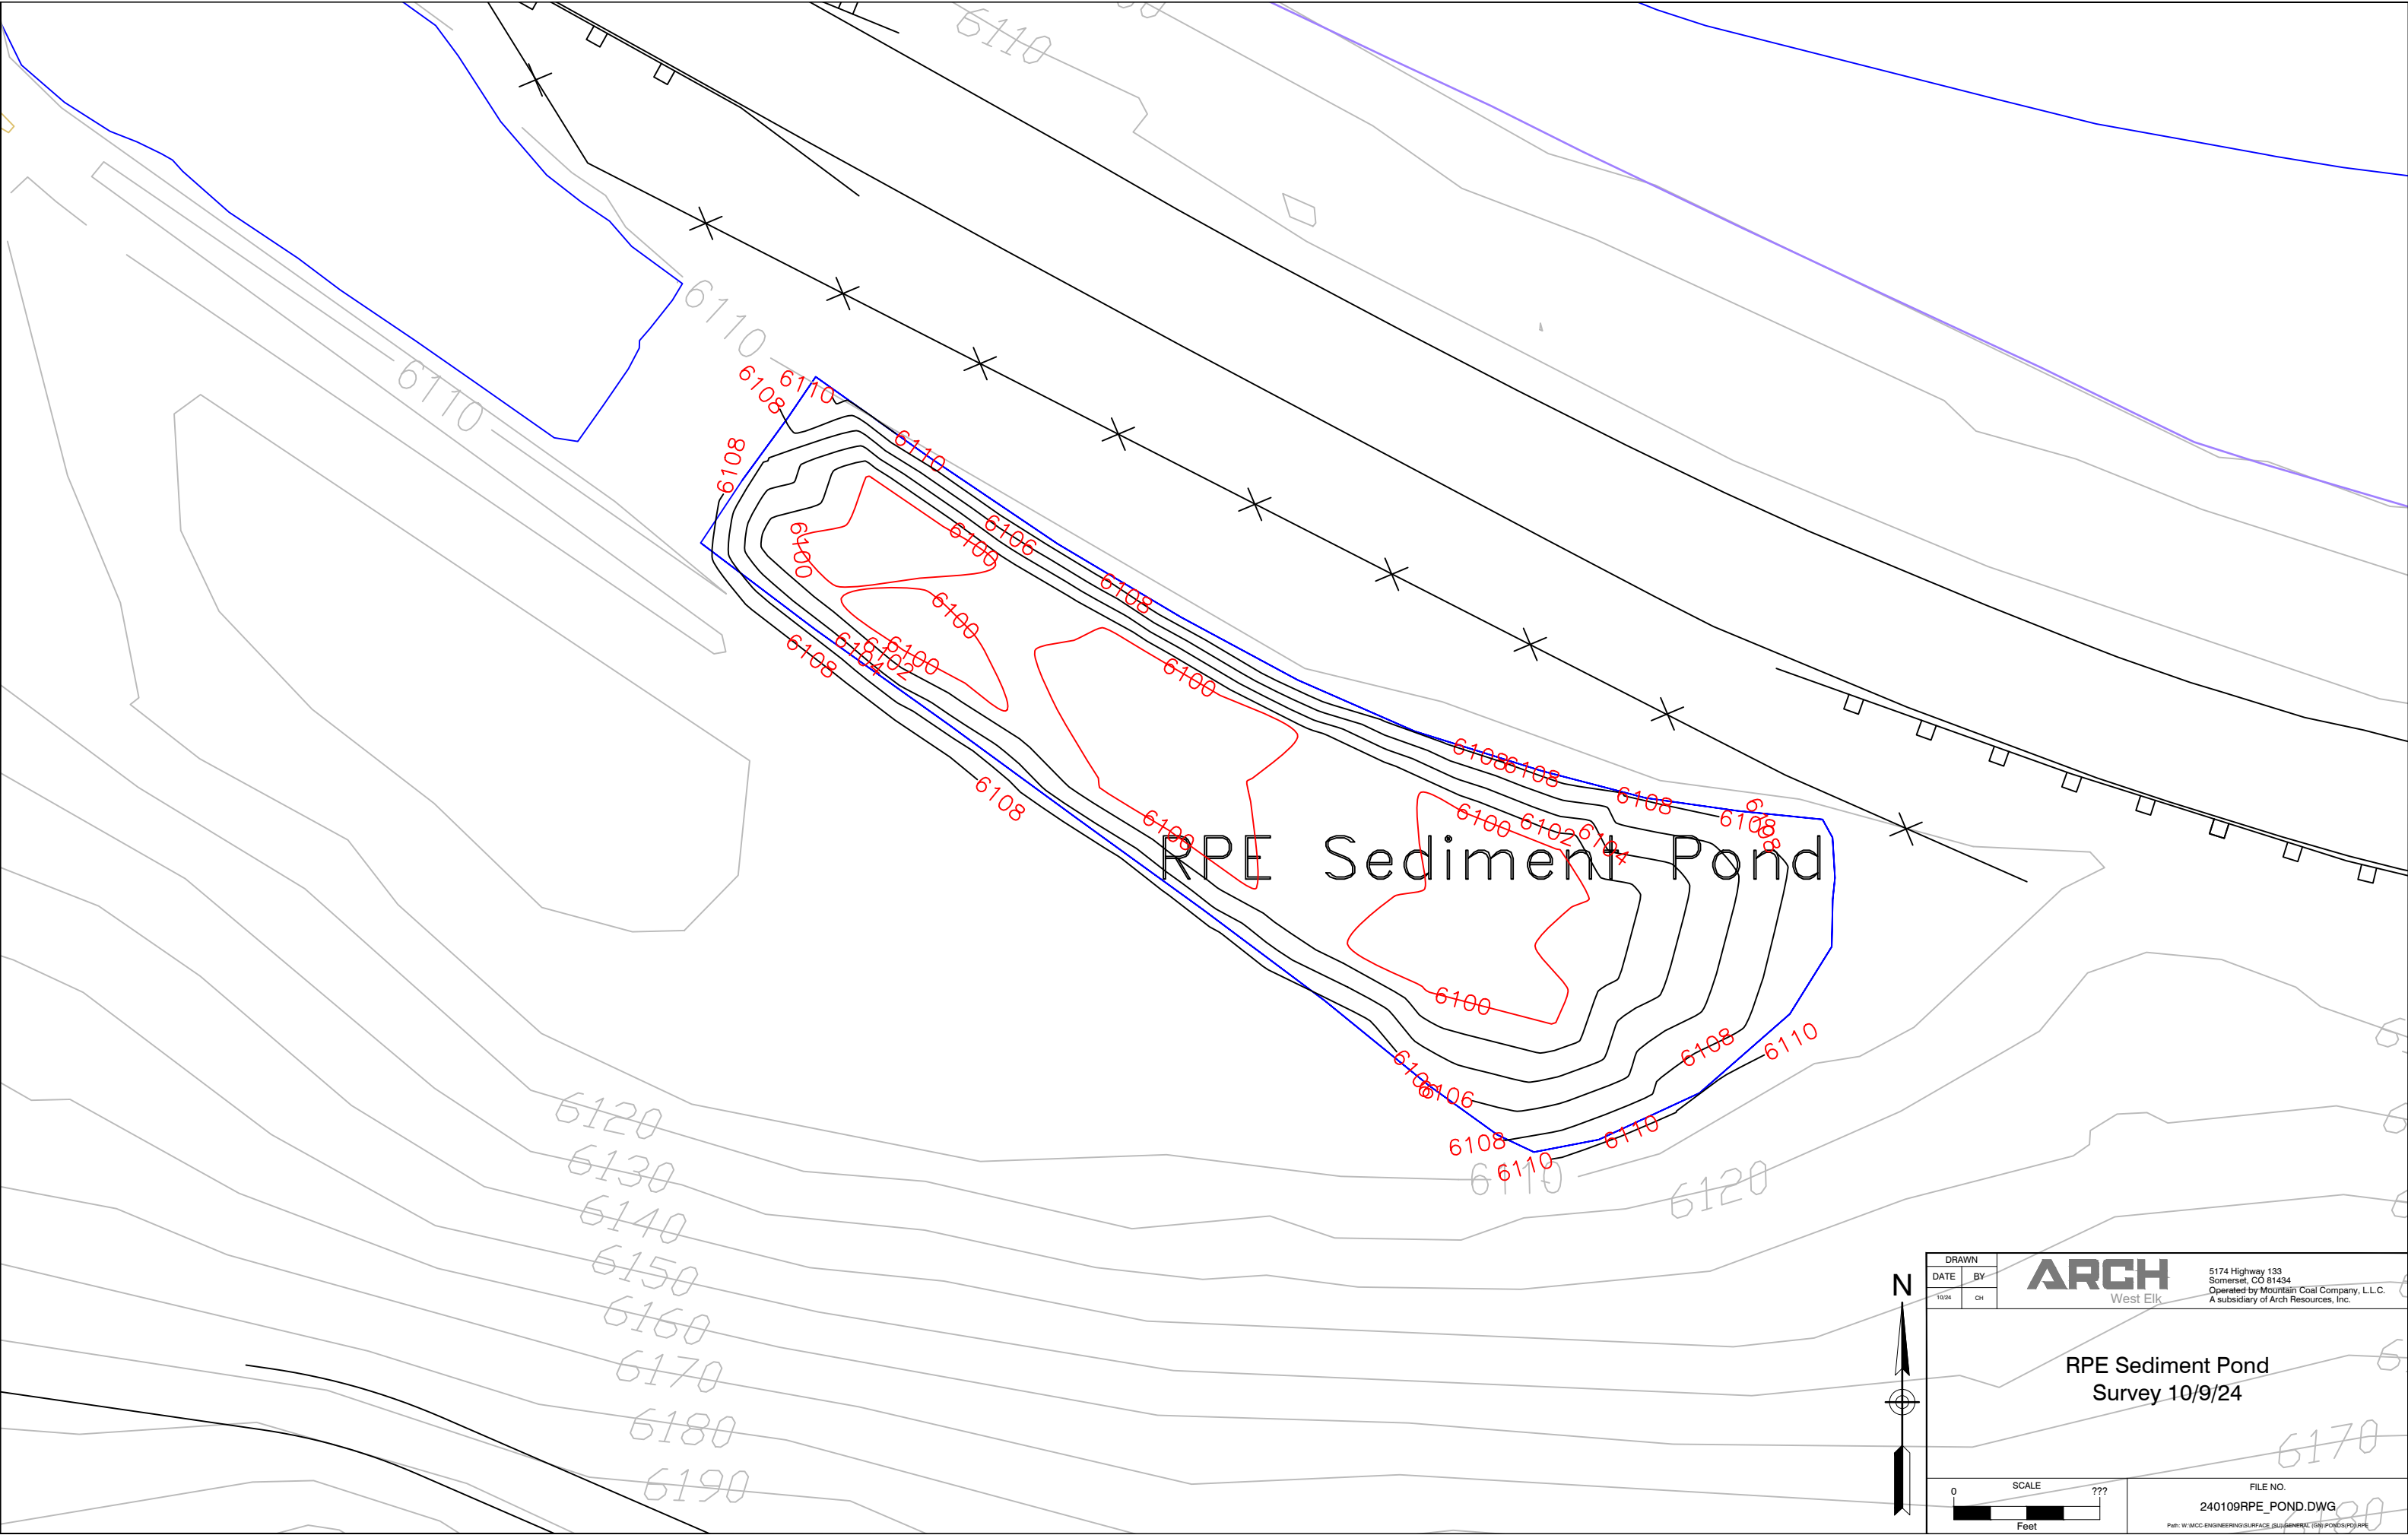 6110
6110
6110
6108
6110
6108
6110
6106
6100
6100
6108
6100
6100
6102
6104
6108
6100
6108
6108
6108
6108
6108
6108
6100
6100
6102
6104
RPE Sediment Pond
6100
6108
6110
6108
6106
6108
6110
6110
6110
6120
6120
6130
6140
6150
6160
6170
6180
6190
6170
N
DRAWN
DATE BY
10/24 CH
ARCH
West Elk
5174 Highway 133
Somerset, CO 81434
Operated by Mountain Coal Company, L.L.C.
A subsidiary of Arch Resources, Inc.
RPE Sediment Pond
Survey 10/9/24
SCALE
0 ???
Feet
FILE NO.
240109RPE_POND.DWG